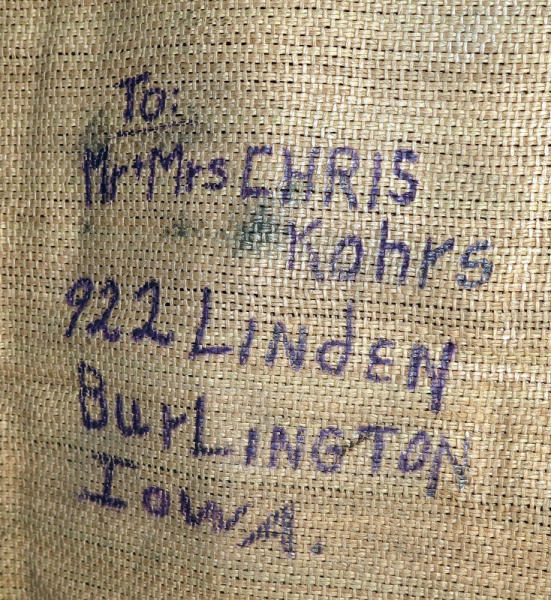 To:
Mr + Mrs CHRIS
Kohrs
922 LINdEN
BurLINGTON
IowA.